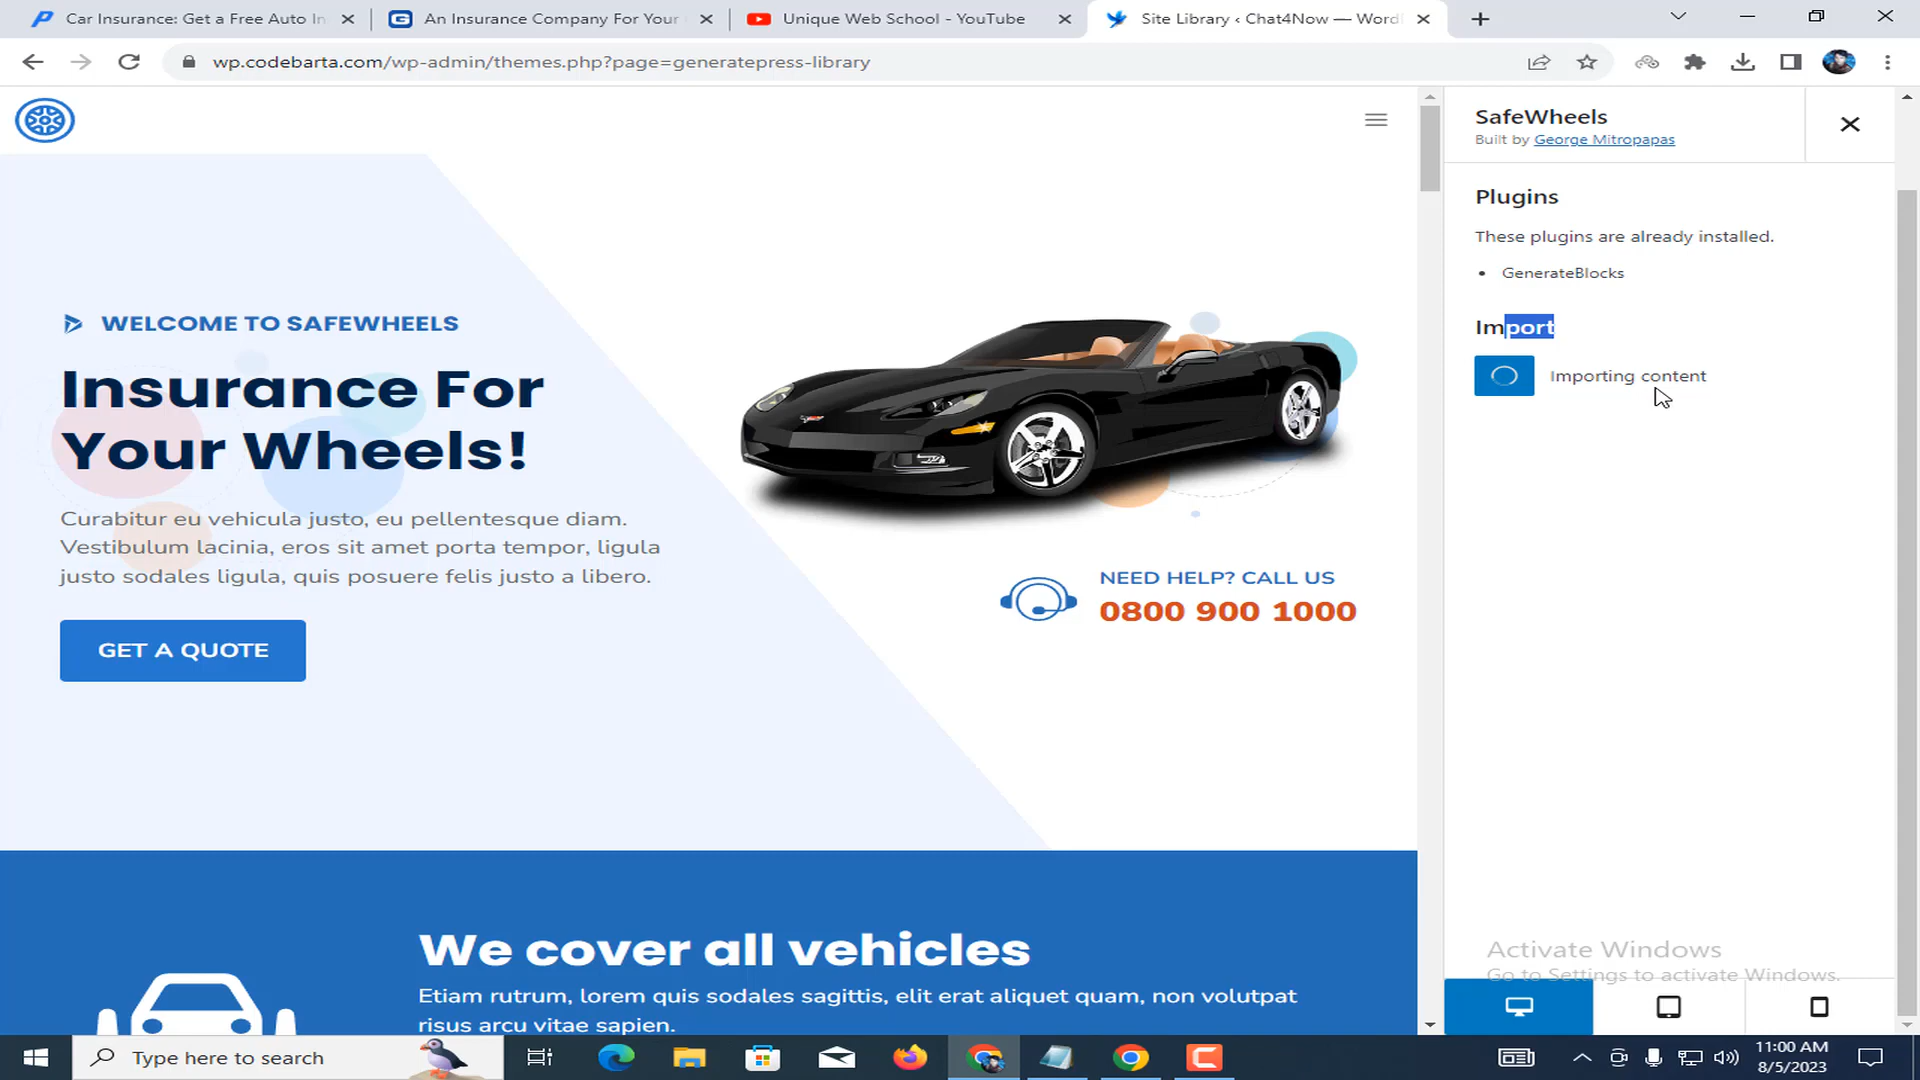 Car Insurance: Get a Free Auto In
An Insurance Company For Your
Unique Web School - YouTube
Site Library ‹ Chat4Now — Word
wp.codebarta.com/wp-admin/themes.php?page=generatepress-library
WELCOME TO SAFEWHEELS
Insurance For
Your Wheels!
Curabitur eu vehicula justo, eu pellentesque diam.
Vestibulum lacinia, eros sit amet porta tempor, ligula
justo sodales ligula, quis posuere felis justo a libero.
GET A QUOTE
NEED HELP? CALL US
0800 900 1000
We cover all vehicles
Etiam rutrum, lorem quis sodales sagittis, elit erat aliquet quam, non volutpat
risus arcu vitae sapien.
SafeWheels
Built by George Mitropapas
Plugins
These plugins are already installed.
• GenerateBlocks
Import
Importing content
Activate Windows
Go to Settings to activate Windows.
Type here to search
11:00 AM
8/5/2023